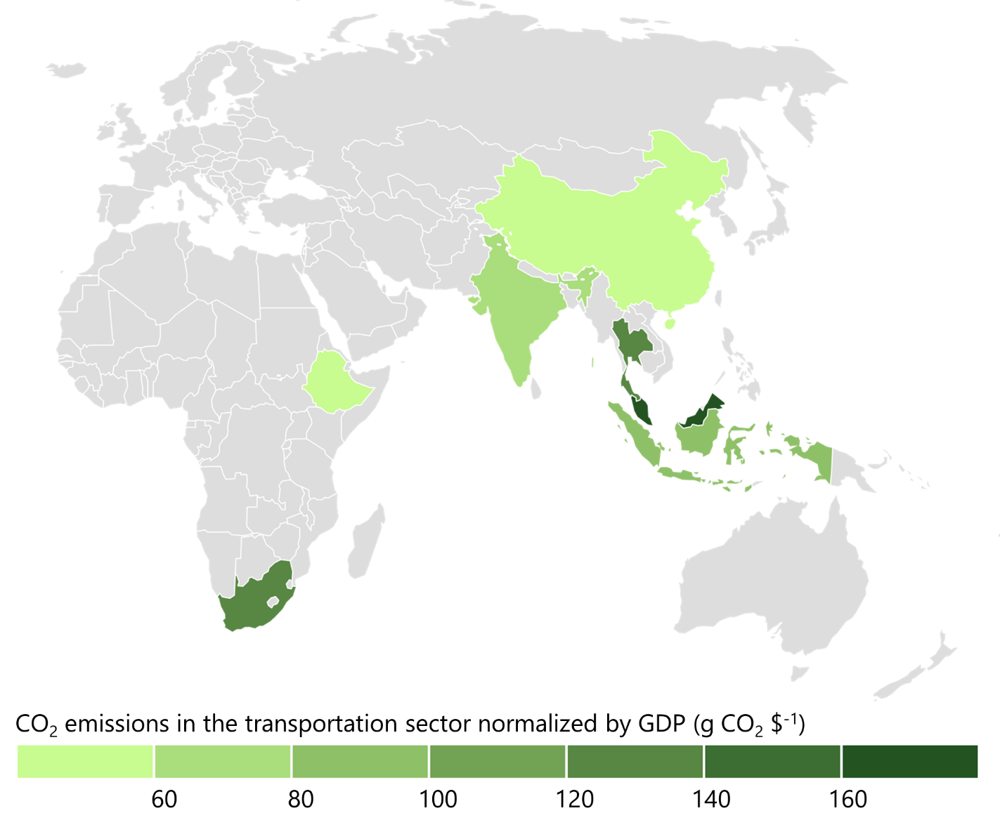 CO₂ emissions in the transportation sector normalized by GDP (g CO₂ $⁻¹)
60 80 100 120 140 160